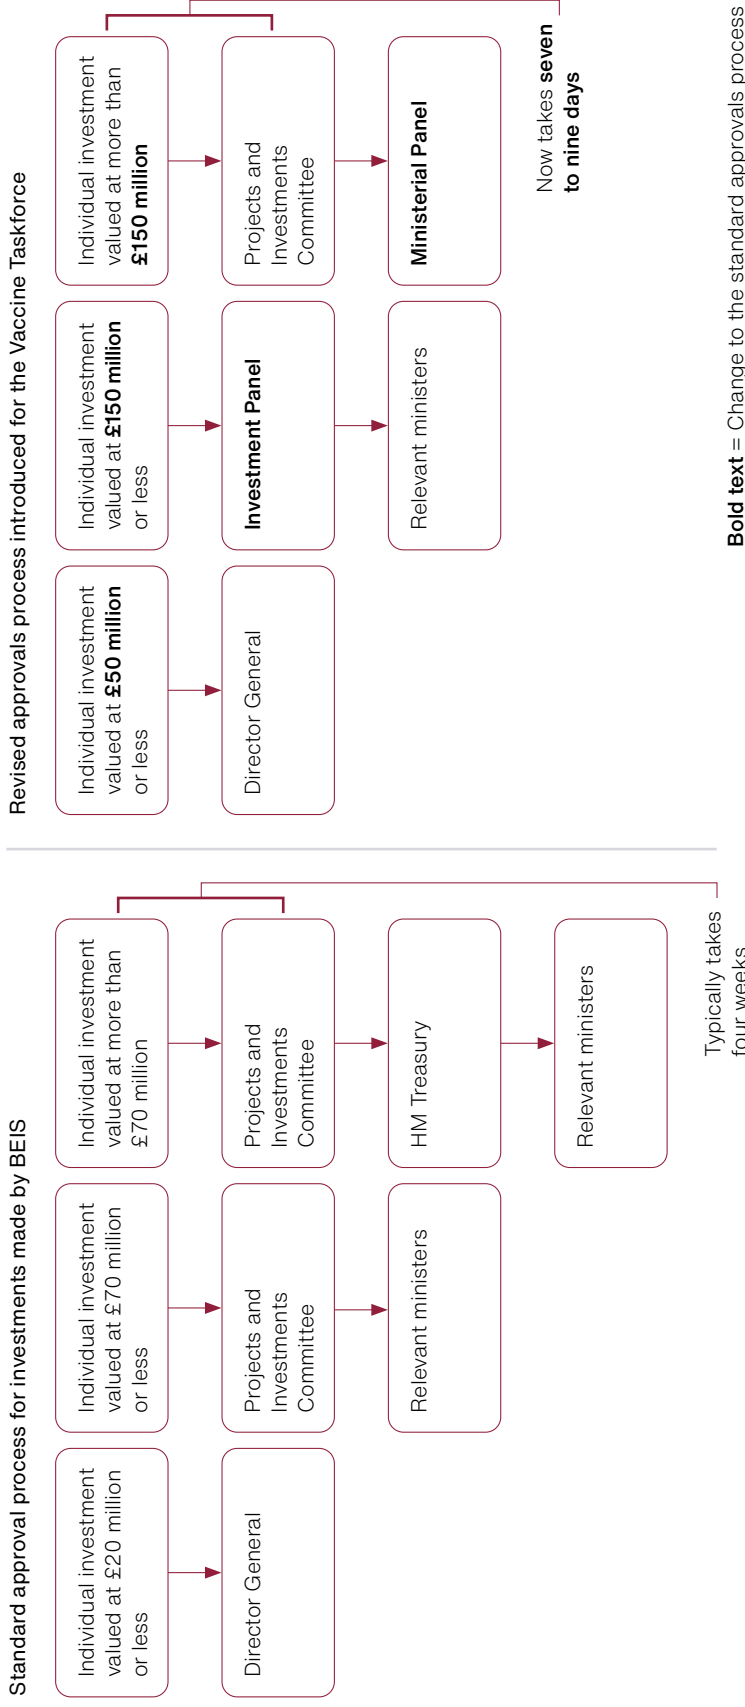 Standard approval process for investments made by BEIS
Individual investment
valued at £20 million
or less
Director General
Individual investment
valued at £70 million
or less
Projects and
Investments
Committee
Relevant ministers
Individual investment
valued at more than
£70 million
Projects and
Investments
Committee
HM Treasury
Relevant ministers
Typically takes
four weeks
Revised approvals process introduced for the Vaccine Taskforce
Individual investment
valued at £50 million
or less
Director General
Individual investment
valued at £150 million
or less
Investment Panel
Relevant ministers
Individual investment
valued at more than
£150 million
Projects and
Investments
Committee
Ministerial Panel
Now takes seven
to nine days
Bold text = Change to the standard approvals process